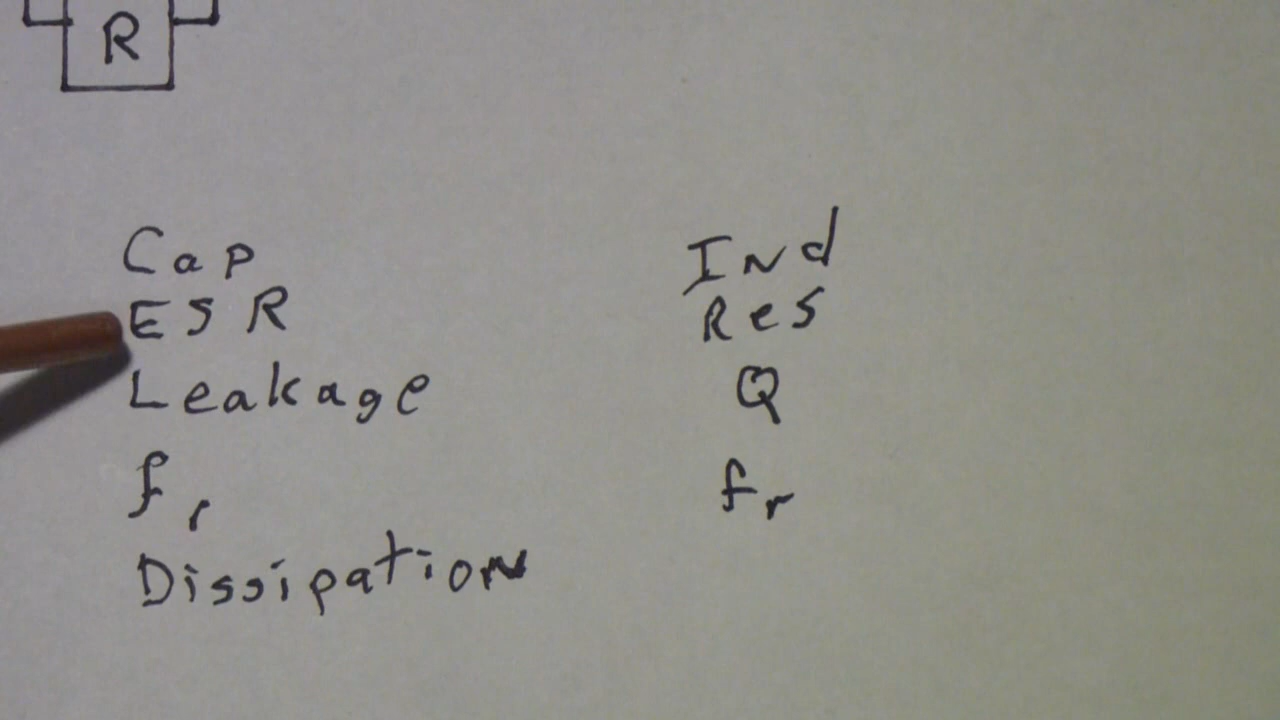 R
Cap
ESR
Leakage
fr
Dissipation
Ind
Res
Q
fr